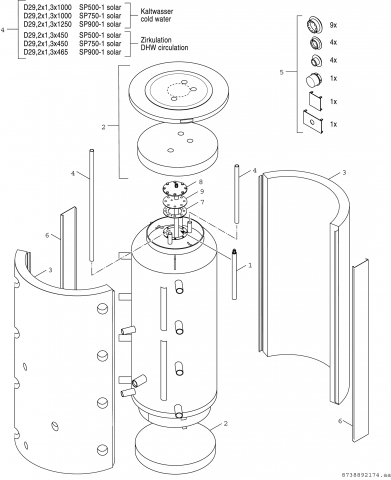 D29,2x1,3x1000 SP500-1 solar
D29,2x1,3x1000 SP750-1 solar
D29,2x1,3x1250 SP900-1 solar
Kaltwasser
cold water
4
D29,2x1,3x450 SP500-1 solar
D29,2x1,3x450 SP750-1 solar
D29,2x1,3x465 SP900-1 solar
Zirkulation
DHW circulation
9x
4x
5
4x
1x
1x
1x
2
4
4
3
8
9
7
6
3
1
2
6
8738892174.aa